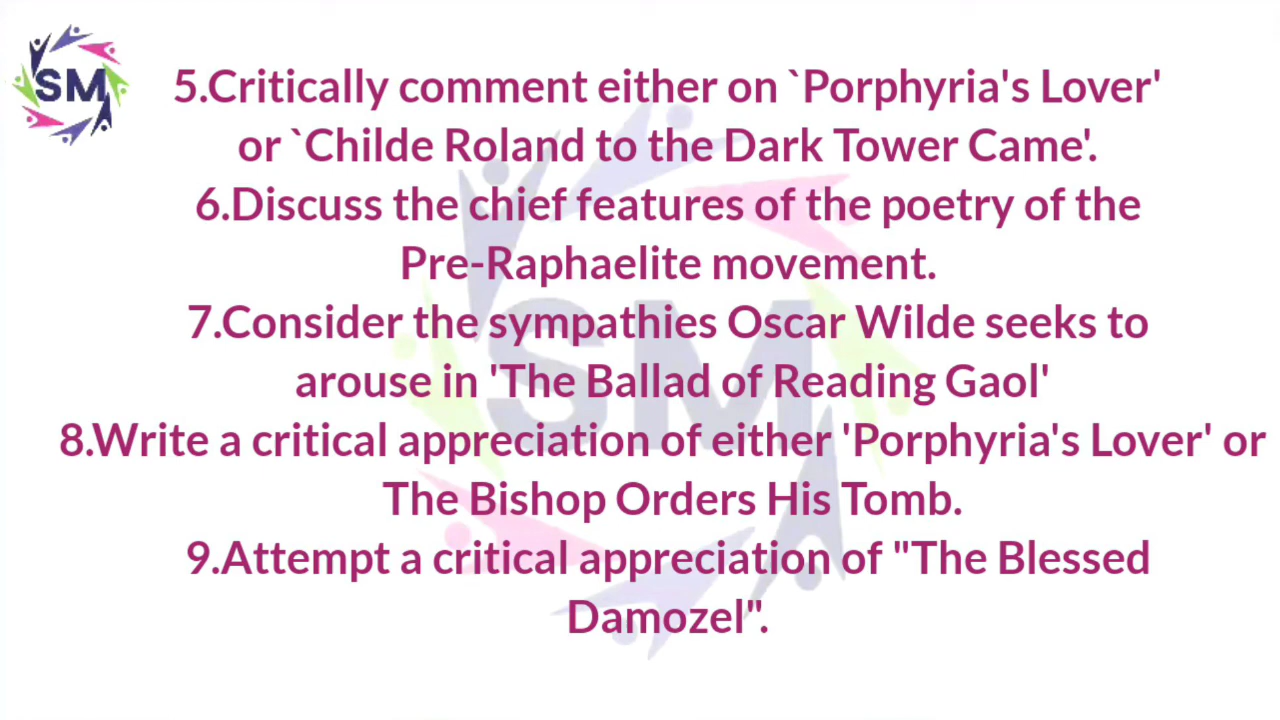 SM
5.Critically comment either on `Porphyria's Lover'
or `Childe Roland to the Dark Tower Came'.
6.Discuss the chief features of the poetry of the
Pre-Raphaelite movement.
7.Consider the sympathies Oscar Wilde seeks to
arouse in 'The Ballad of Reading Gaol'
8.Write a critical appreciation of either 'Porphyria's Lover' or
The Bishop Orders His Tomb.
9.Attempt a critical appreciation of "The Blessed
Damozel".
SM